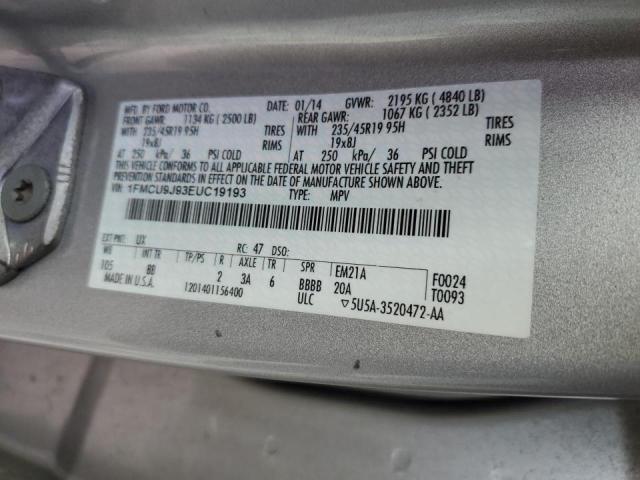 MFD. BY FORD MOTOR CO. 01/14 GVWR: 2195 KG ( 4840 LB)
FRONT GAWR: 1134 KG ( 2500 LB) REAR GAWR: 1067 KG ( 2352 LB)
WITH 235/45R19 95H TIRES WITH 235/45R19 95H TIRES
19x8J RIMS 19x8J RIMS
AT 250 kPa/ 36 PSI COLD AT 250 kPa/ 36 PSI COLD
THIS VEHICLE CONFORMS TO ALL APPLICABLE FEDERAL MOTOR VEHICLE SAFETY AND THEFT
PREVENTION STANDARDS IN EFFECT ON THE DATE OF MANUFACTURE SHOWN ABOVE.
VIN: 1FMCU9J93EUC19193 TYPE: MPV
EXT PNT: UX RC: 47 DSO:
WB INT TR TP/PS R AXLE TR SPR EM21A F0024
105 BB 2 3A 6 BBBB 20A T0093
MADE IN U.S.A. 1201401156400 ULC ▽5U5A-3520472-AA